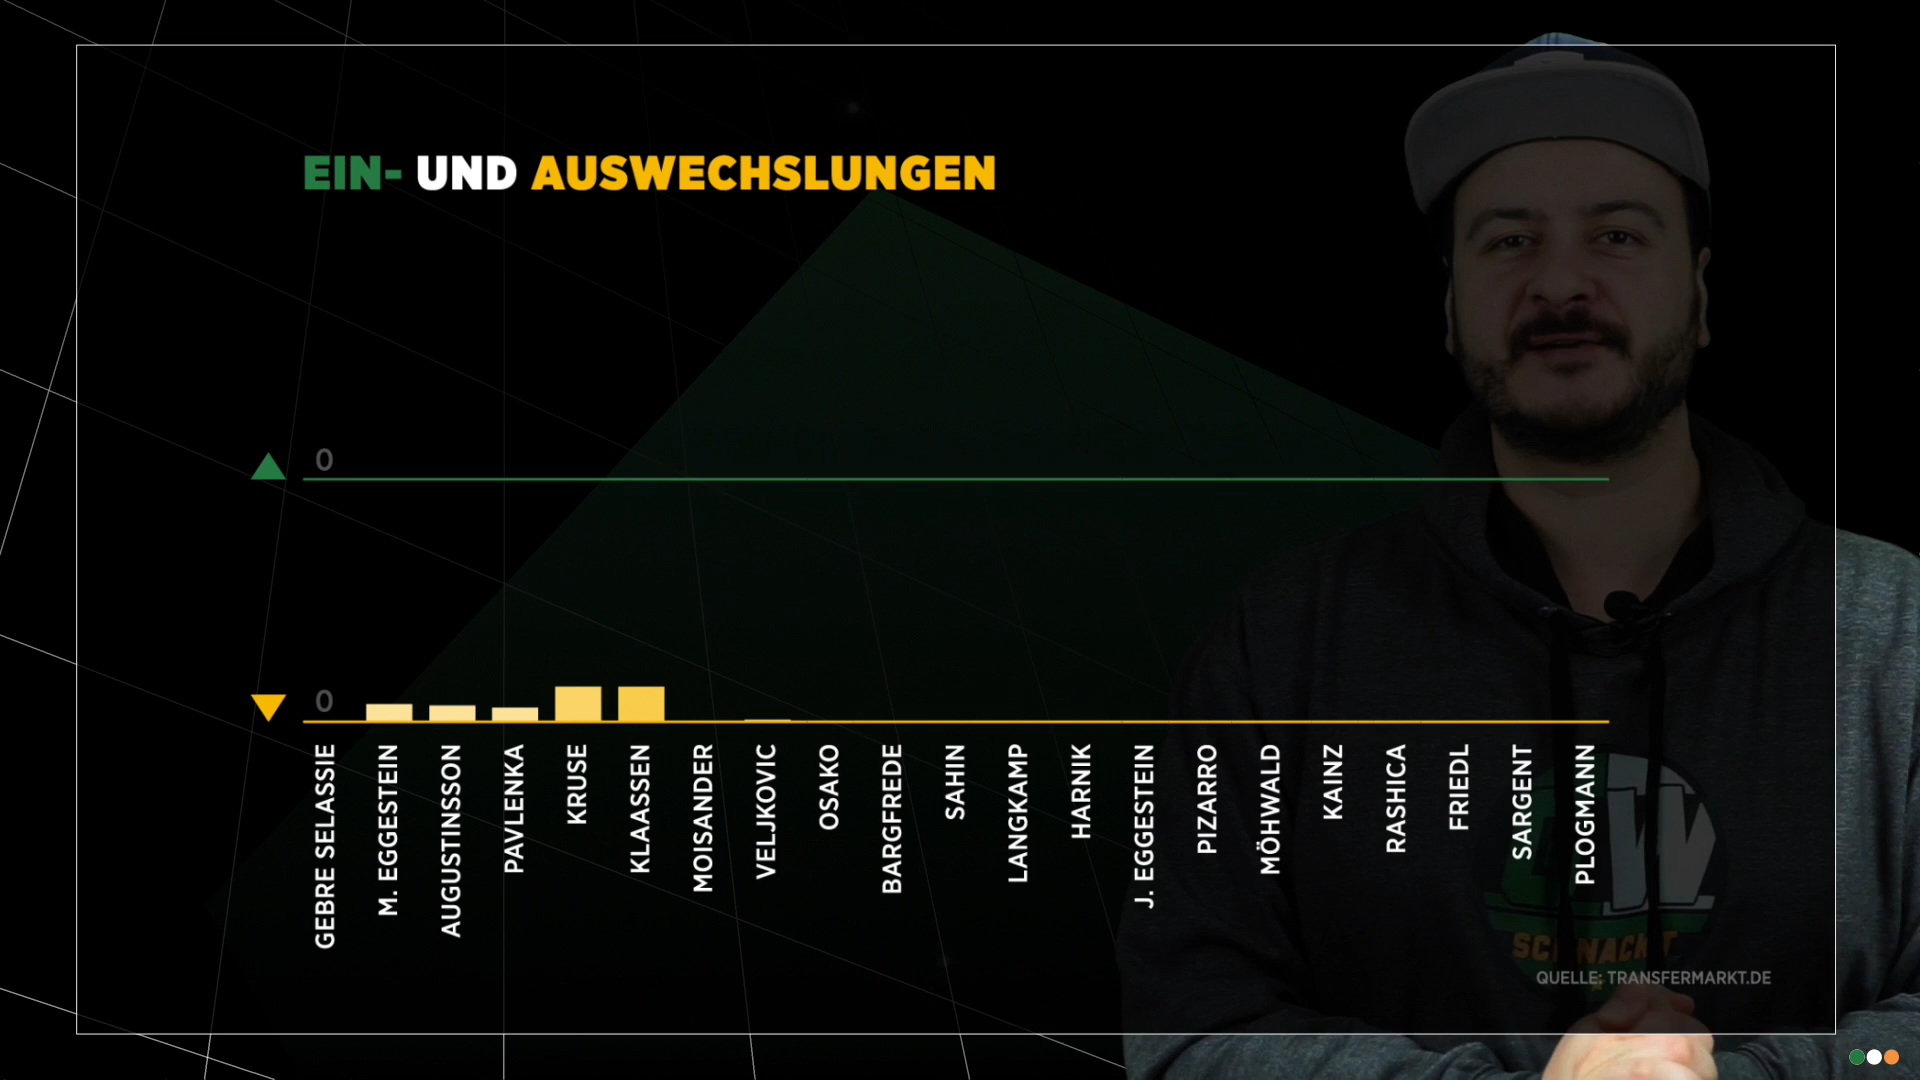 EIN- UND AUSWECHSLUNGEN
0
0
GEBRE SELASSIE
M. EGGESTEIN
AUGUSTINSSON
PAVLENKA
KRUSE
KLAASSEN
MOISANDER
VELJKOVIC
OSAKO
BARGFREDE
SAHIN
LANGKAMP
HARNIK
J. EGGESTEIN
PIZARRO
MÖHWALD
KAINZ
RASHICA
FRIEDL
SARGENT
PLOGMANN
QUELLE: TRANSFERMARKT.DE